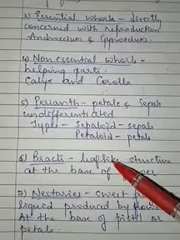 3) Essential whorls - directly
concerned with reproduction
Androecium & Gynoecium
4) Non essential whorls -
helping parts
Calyx and Corolla
5) Perianth - petals & Sepals
undifferentiated
Types - Sepaloid - sepals
Petaloid - petals
6) Bract - leaf like structure
at the base of
7) Nectaries - sweet
liquid produced by
At the base of pistil or
petals.